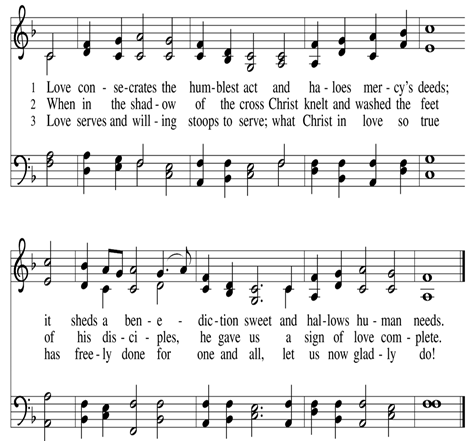 1 Love con - se-crates the hum-blest act and ha-loes mer-cy's deeds;
2 When in the shad-ow of the cross Christ knelt and washed the feet
3 Love serves and will-ing stoops to serve; what Christ in love so true
it sheds a ben - e - dic-tion sweet and hal-lows hu-man needs.
of his dis-ci-ples, he gave us a sign of love com-plete.
has free-ly done for one and all, let us now glad-ly do!